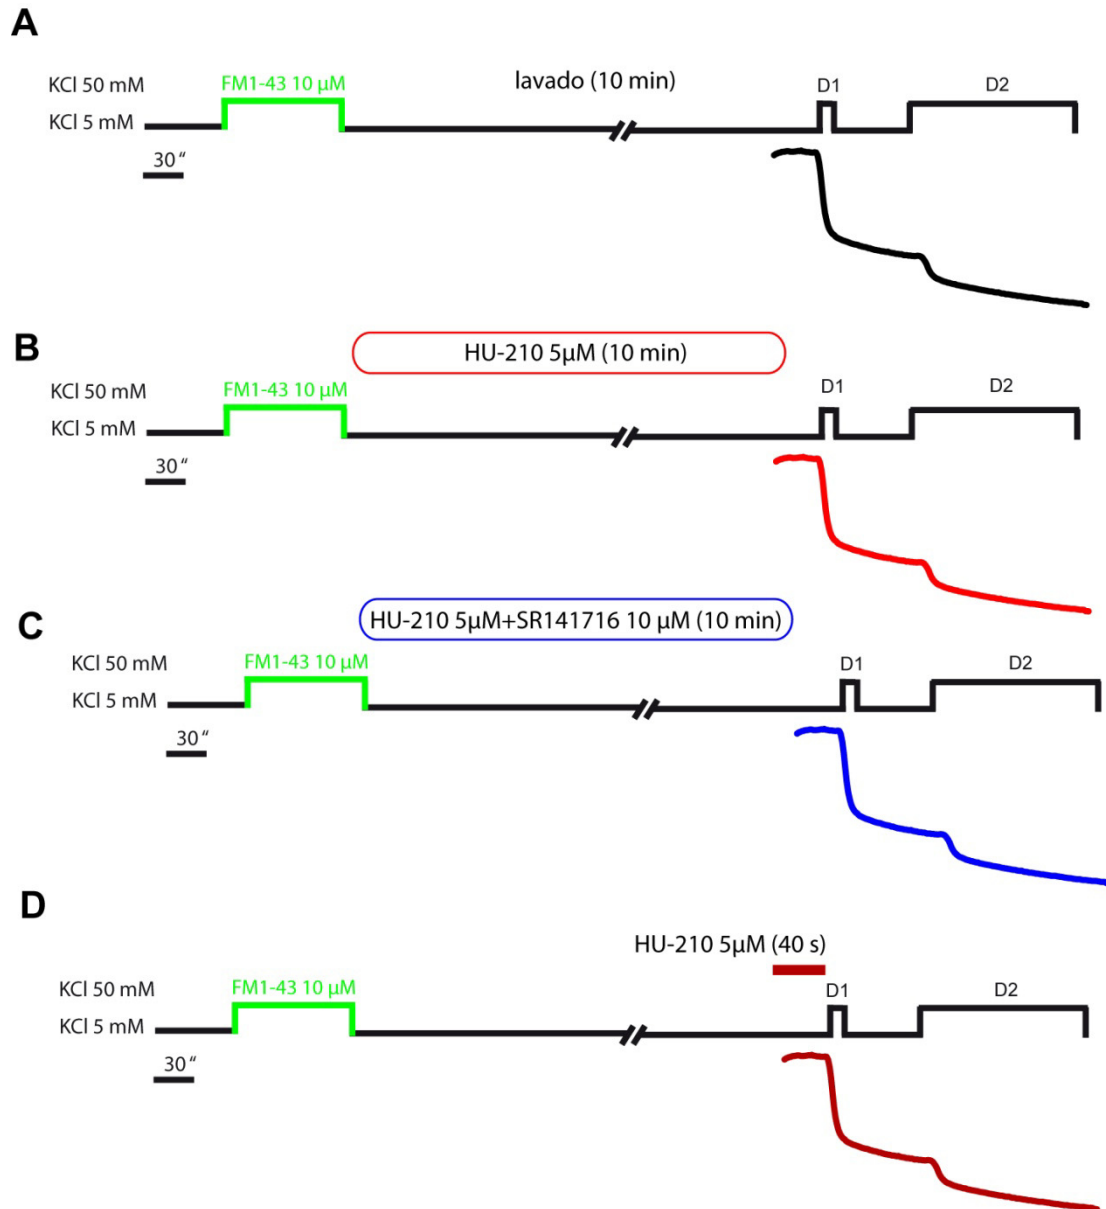 A
lavado (10 min)
KCl 50 mM
FM1-43 10 µM
D1
D2
KCl 5 mM
30"
B
HU-210 5µM (10 min)
KCl 50 mM
FM1-43 10 µM
D1
D2
KCl 5 mM
30"
C
HU-210 5µM+SR141716 10 µM (10 min)
KCl 50 mM
FM1-43 10 µM
D1
D2
KCl 5 mM
30"
D
HU-210 5µM (40 s)
KCl 50 mM
FM1-43 10 µM
D1
D2
KCl 5 mM
30"